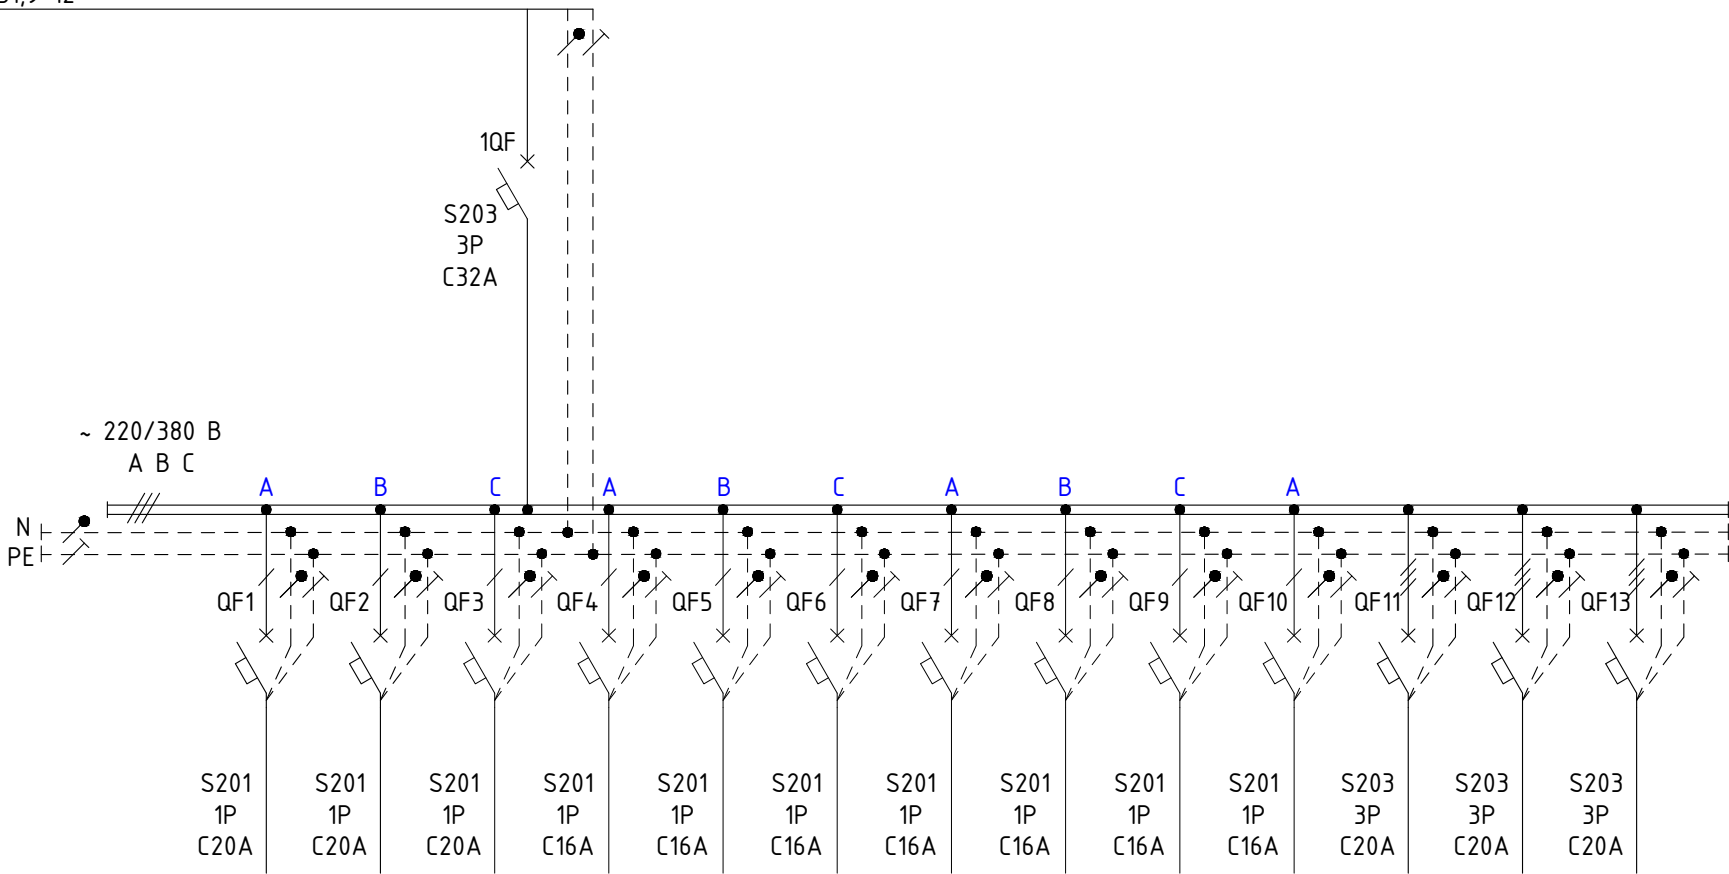 1QF
S203
3P
C32A
~ 220/380 В
A B C
A B C A B C A B C A
N
PE
QF1 QF2 QF3 QF4 QF5 QF6 QF7 QF8 QF9 QF10 QF11 QF12 QF13
S201 S201 S201 S201 S201 S201 S201 S201 S201 S201 S203 S203 S203
1P 1P 1P 1P 1P 1P 1P 1P 1P 1P 3P 3P 3P
C20A C20A C20A C16A C16A C16A C16A C16A C16A C16A C20A C20A C20A